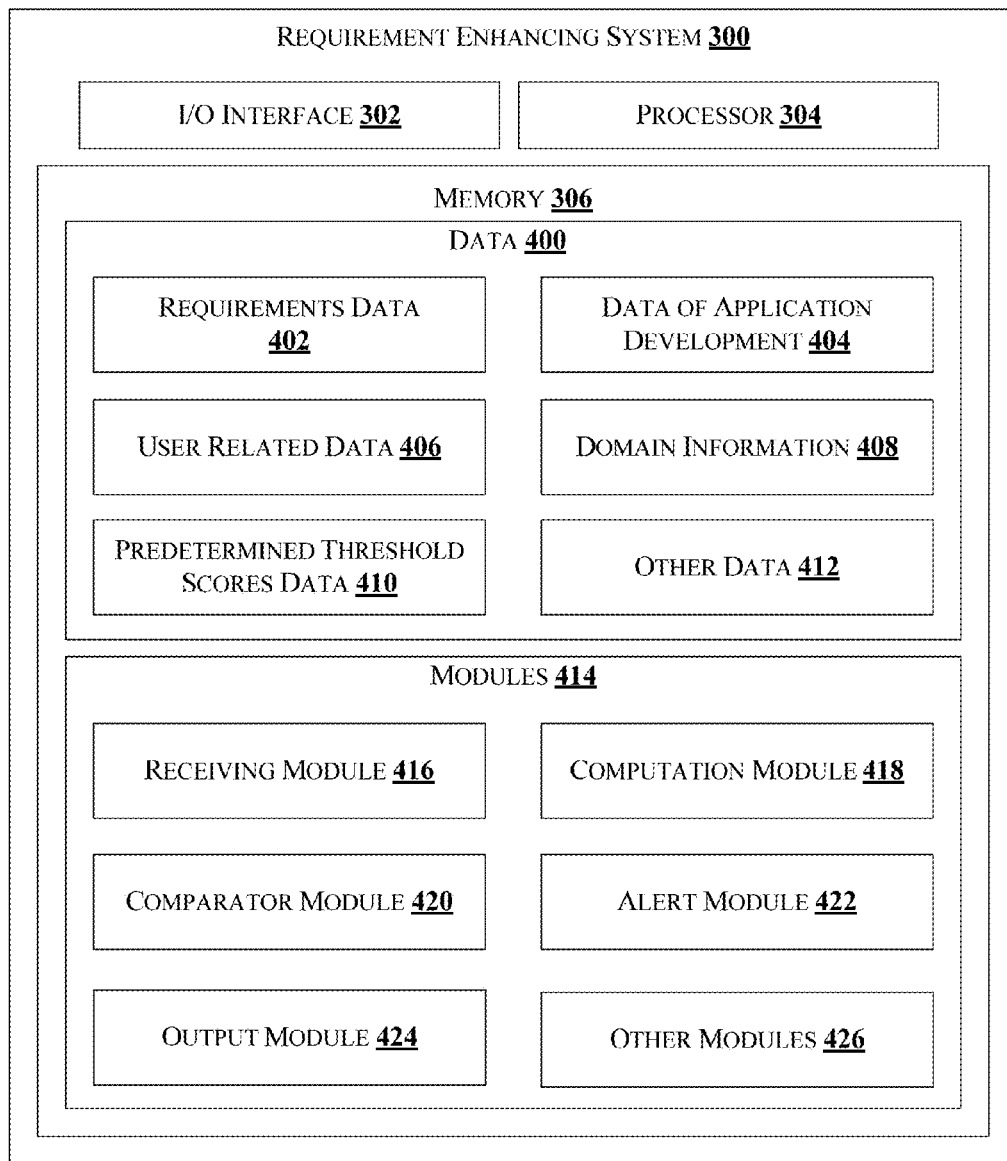 REQUIREMENT ENHANCING SYSTEM 300
I/O INTERFACE 302
PROCESSOR 304
MEMORY 306
DATA 400
REQUIREMENTS DATA
402
DATA OF APPLICATION
DEVELOPMENT 404
USER RELATED DATA 406
DOMAIN INFORMATION 408
PREDETERMINED THRESHOLD
SCORES DATA 410
OTHER DATA 412
MODULES 414
RECEIVING MODULE 416
COMPUTATION MODULE 418
COMPARATOR MODULE 420
ALERT MODULE 422
OUTPUT MODULE 424
OTHER MODULES 426